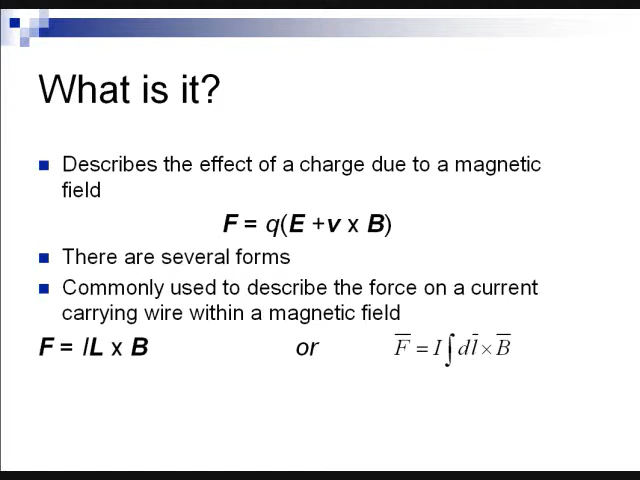 What is it?
Describes the effect of a charge due to a magnetic
field
F = q(E +v x B)
There are several forms
Commonly used to describe the force on a current
carrying wire within a magnetic field
F = IL x B or F̅ = I∫dl̅×B̅